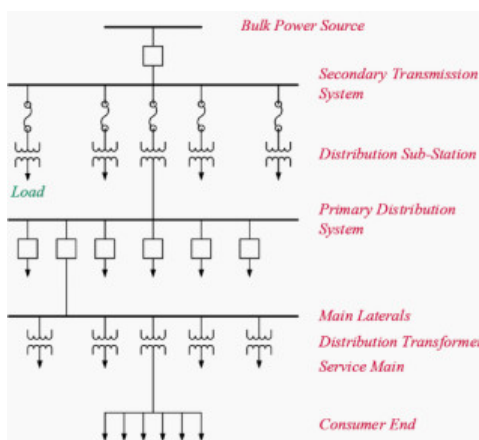 Bulk Power Source
Secondary Transmission
System
Distribution Sub-Station
Load
Primary Distribution
System
Main Laterals
Distribution Transformer
Service Main
Consumer End